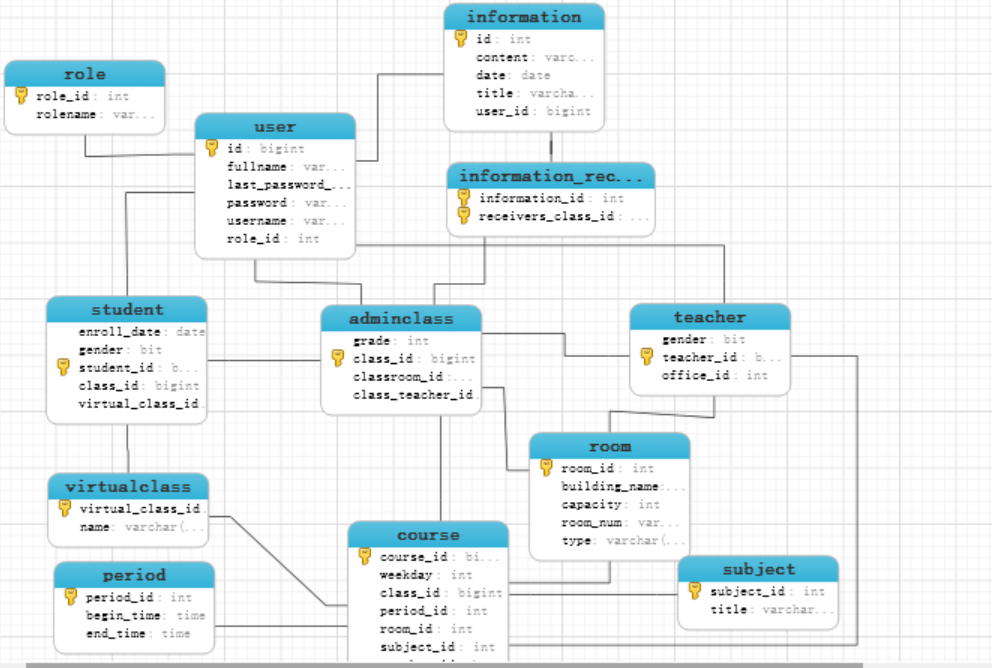 information
id: int
content: varc...
date: date
title: varcha...
user_id: bigint
role
role_id: int
rolename: var...
user
id: bigint
fullname: var...
last_password_...
password: var...
username: var...
role_id: int
information_rec...
information_id: int
receivers_class_id: ...
student
enroll_date: date
gender: bit
student_id: b...
class_id: bigint
virtual_class_id.
adminclass
grade: int
class_id: bigint
classroom_id:...
class_teacher_id.
teacher
gender: bit
teacher_id: b...
office_id: int
room
room_id: int
building_name:...
capacity: int
room_num: var...
type: varchar(...
virtualclass
virtual_class_id.
name: varchar(...
course
course_id: bi...
weekday: int
class_id: bigint
period_id: int
room_id: int
subject_id: int
period
period_id: int
begin_time: time
end_time: time
subject
subject_id: int
title: varchar...